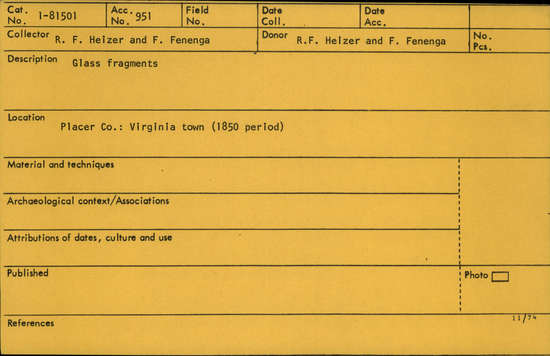 Cat. No. 1-81501 Acc. No. 951 Field No. Date Coll. Date Acc.
Collector R. F. Heizer and F. Fenenga Donor R.F. Heizer and F. Fenenga No. Pcs.
Description Glass fragments
Location
Placer Co.: Virginia town (1850 period)
Material and techniques
Archaeological context/Associations
Attributions of dates, culture and use
Published Photo
11/74
References